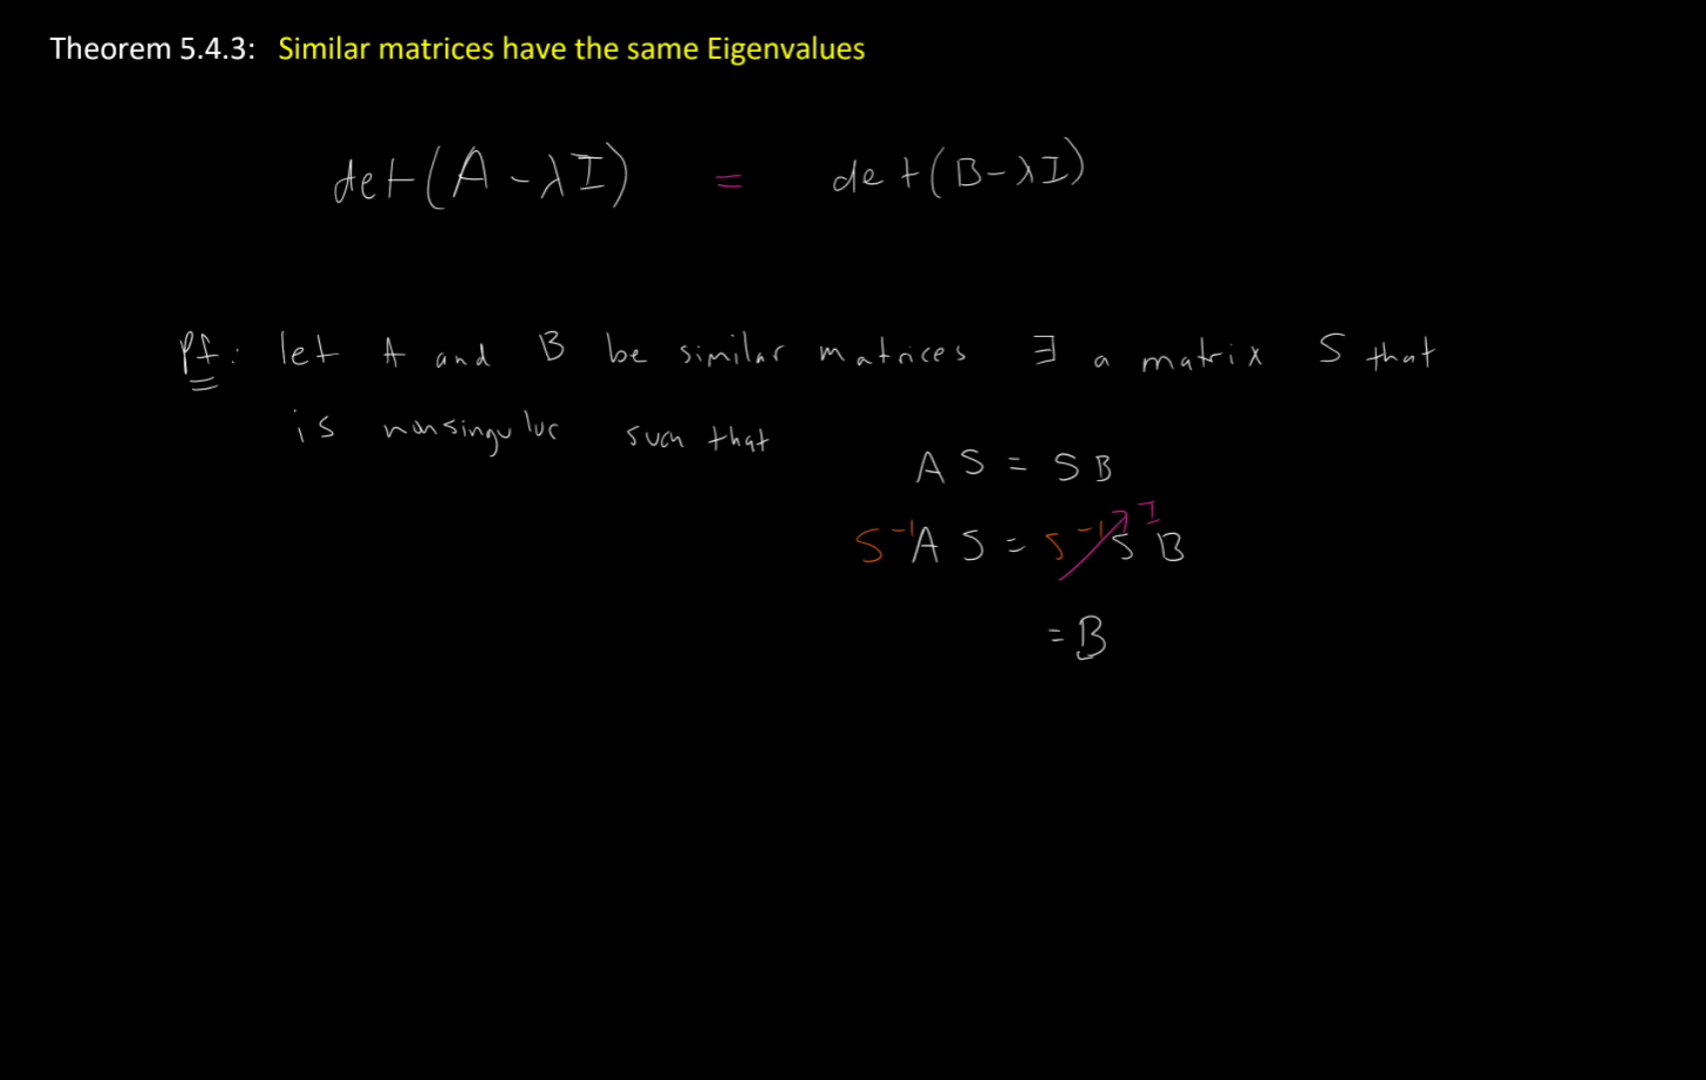 Theorem 5.4.3: Similar matrices have the same Eigenvalues
det(A - λI) = det(B - λI)
Pf: let A and B be similar matrices ∃ a matrix S that
is nonsingular such that
AS = SB
S⁻¹AS = S⁻¹S B I
= B